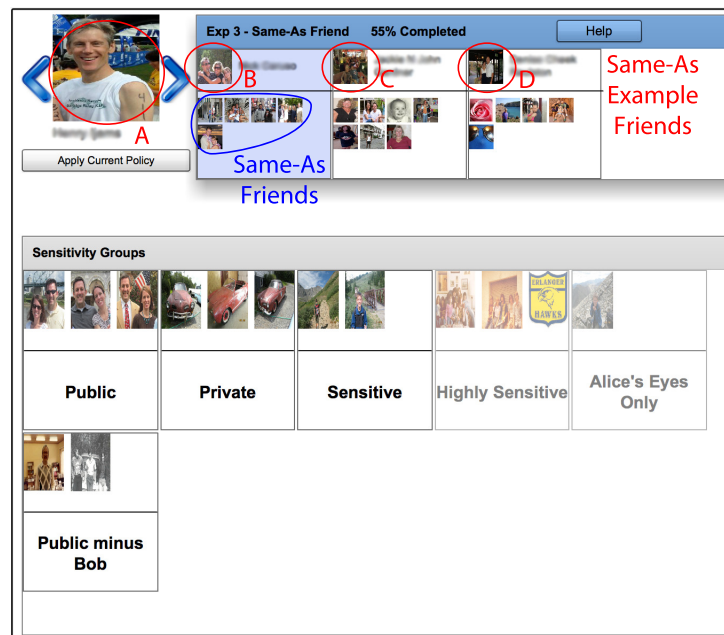 Exp 3 - Same-As Friend 55% Completed Help
B C D
Same-As
Example
Friends
A
Apply Current Policy
Same-As
Friends
Sensitivity Groups
ERLANGER
HAWKS
Public Private Sensitive Highly Sensitive Alice's Eyes
Only
Public minus
Bob